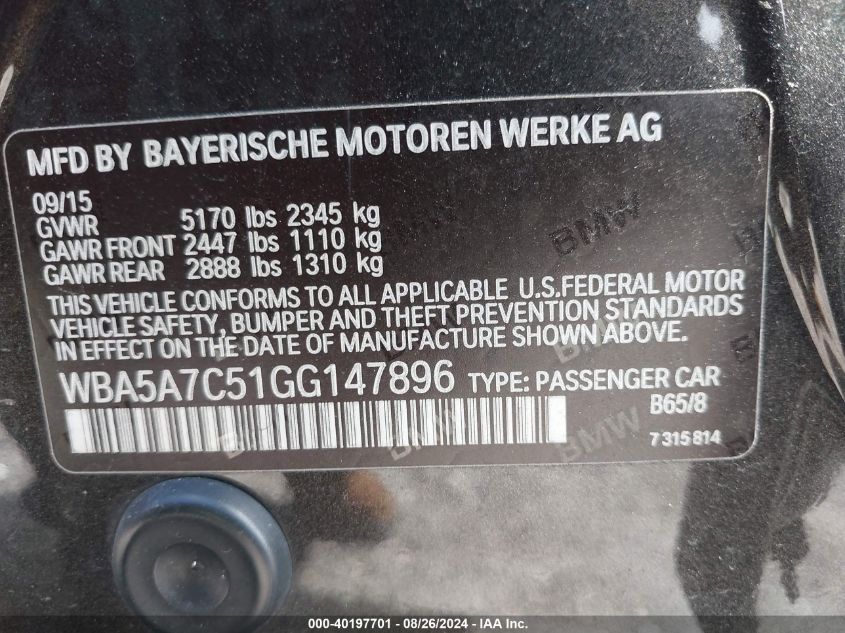 MFD BY BAYERISCHE MOTOREN WERKE AG
09/15
GVWR 5170 lbs 2345 kg
GAWR FRONT 2447 lbs 1110 kg
GAWR REAR 2888 lbs 1310 kg
THIS VEHICLE CONFORMS TO ALL APPLICABLE U.S.FEDERAL MOTOR
VEHICLE SAFETY, BUMPER AND THEFT PREVENTION STANDARDS
IN EFFECT ON THE DATE OF MANUFACTURE SHOWN ABOVE.
WBA5A7C51GG147896 TYPE: PASSENGER CAR
B65/8
7 315 814
BMW
BMW
BMW
000-40197701 - 08/26/2024 - IAA Inc.